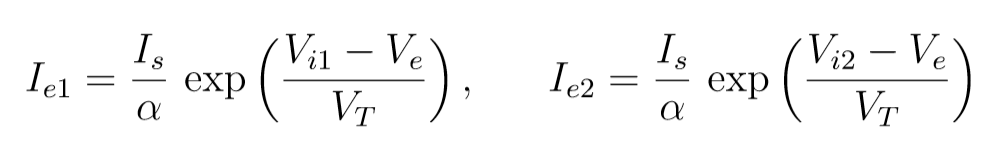 $I_{e1} = \frac{I_s}{\alpha} \exp\left(\frac{V_{i1} - V_e}{V_T}\right), \qquad I_{e2} = \frac{I_s}{\alpha} \exp\left(\frac{V_{i2} - V_e}{V_T}\right)$